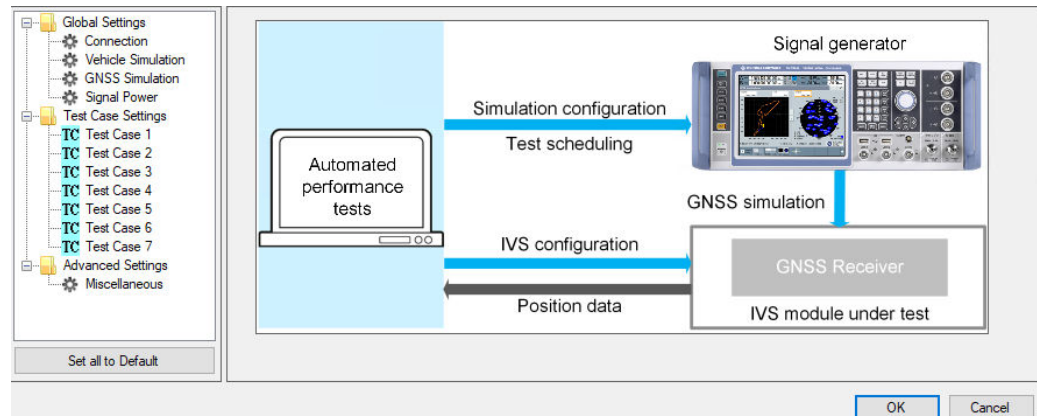 Global Settings
Connection
Vehicle Simulation
GNSS Simulation
Signal Power
Test Case Settings
TC Test Case 1
TC Test Case 2
TC Test Case 3
TC Test Case 4
TC Test Case 5
TC Test Case 6
TC Test Case 7
Advanced Settings
Miscellaneous
Set all to Default
Signal generator
Simulation configuration
Test scheduling
Automated
performance
tests
GNSS simulation
IVS configuration
GNSS Receiver
Position data
IVS module under test
OK
Cancel